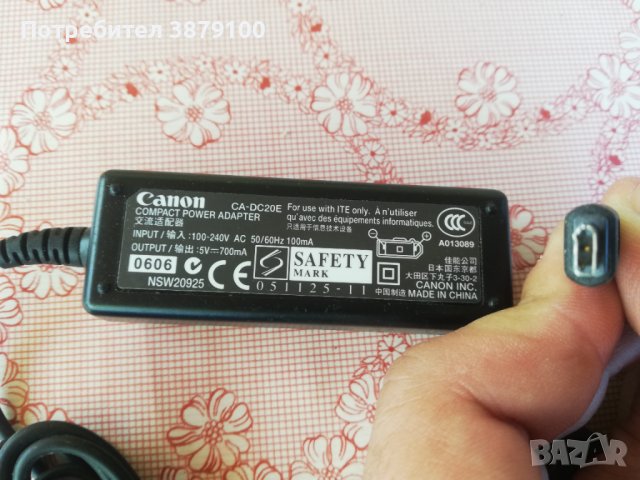 Потребител 3879100
Canon CA-DC20E
COMPACT POWER ADAPTER
交流适配器
For use with ITE only. A n'utiliser
qu'avec des équipements informatiques.
只适用于信息技术设备
INPUT / 输入 :100-240V AC 50/60Hz 100mA
OUTPUT / 输出 :5V⎓700mA
0606
NSW20925
SAFETY
MARK
051125-11
CCC
A013089
佳能公司
日本国东京都
大田区下丸子3-30-2
CANON INC.
中国制造 MADE IN CHINA
BAZAR